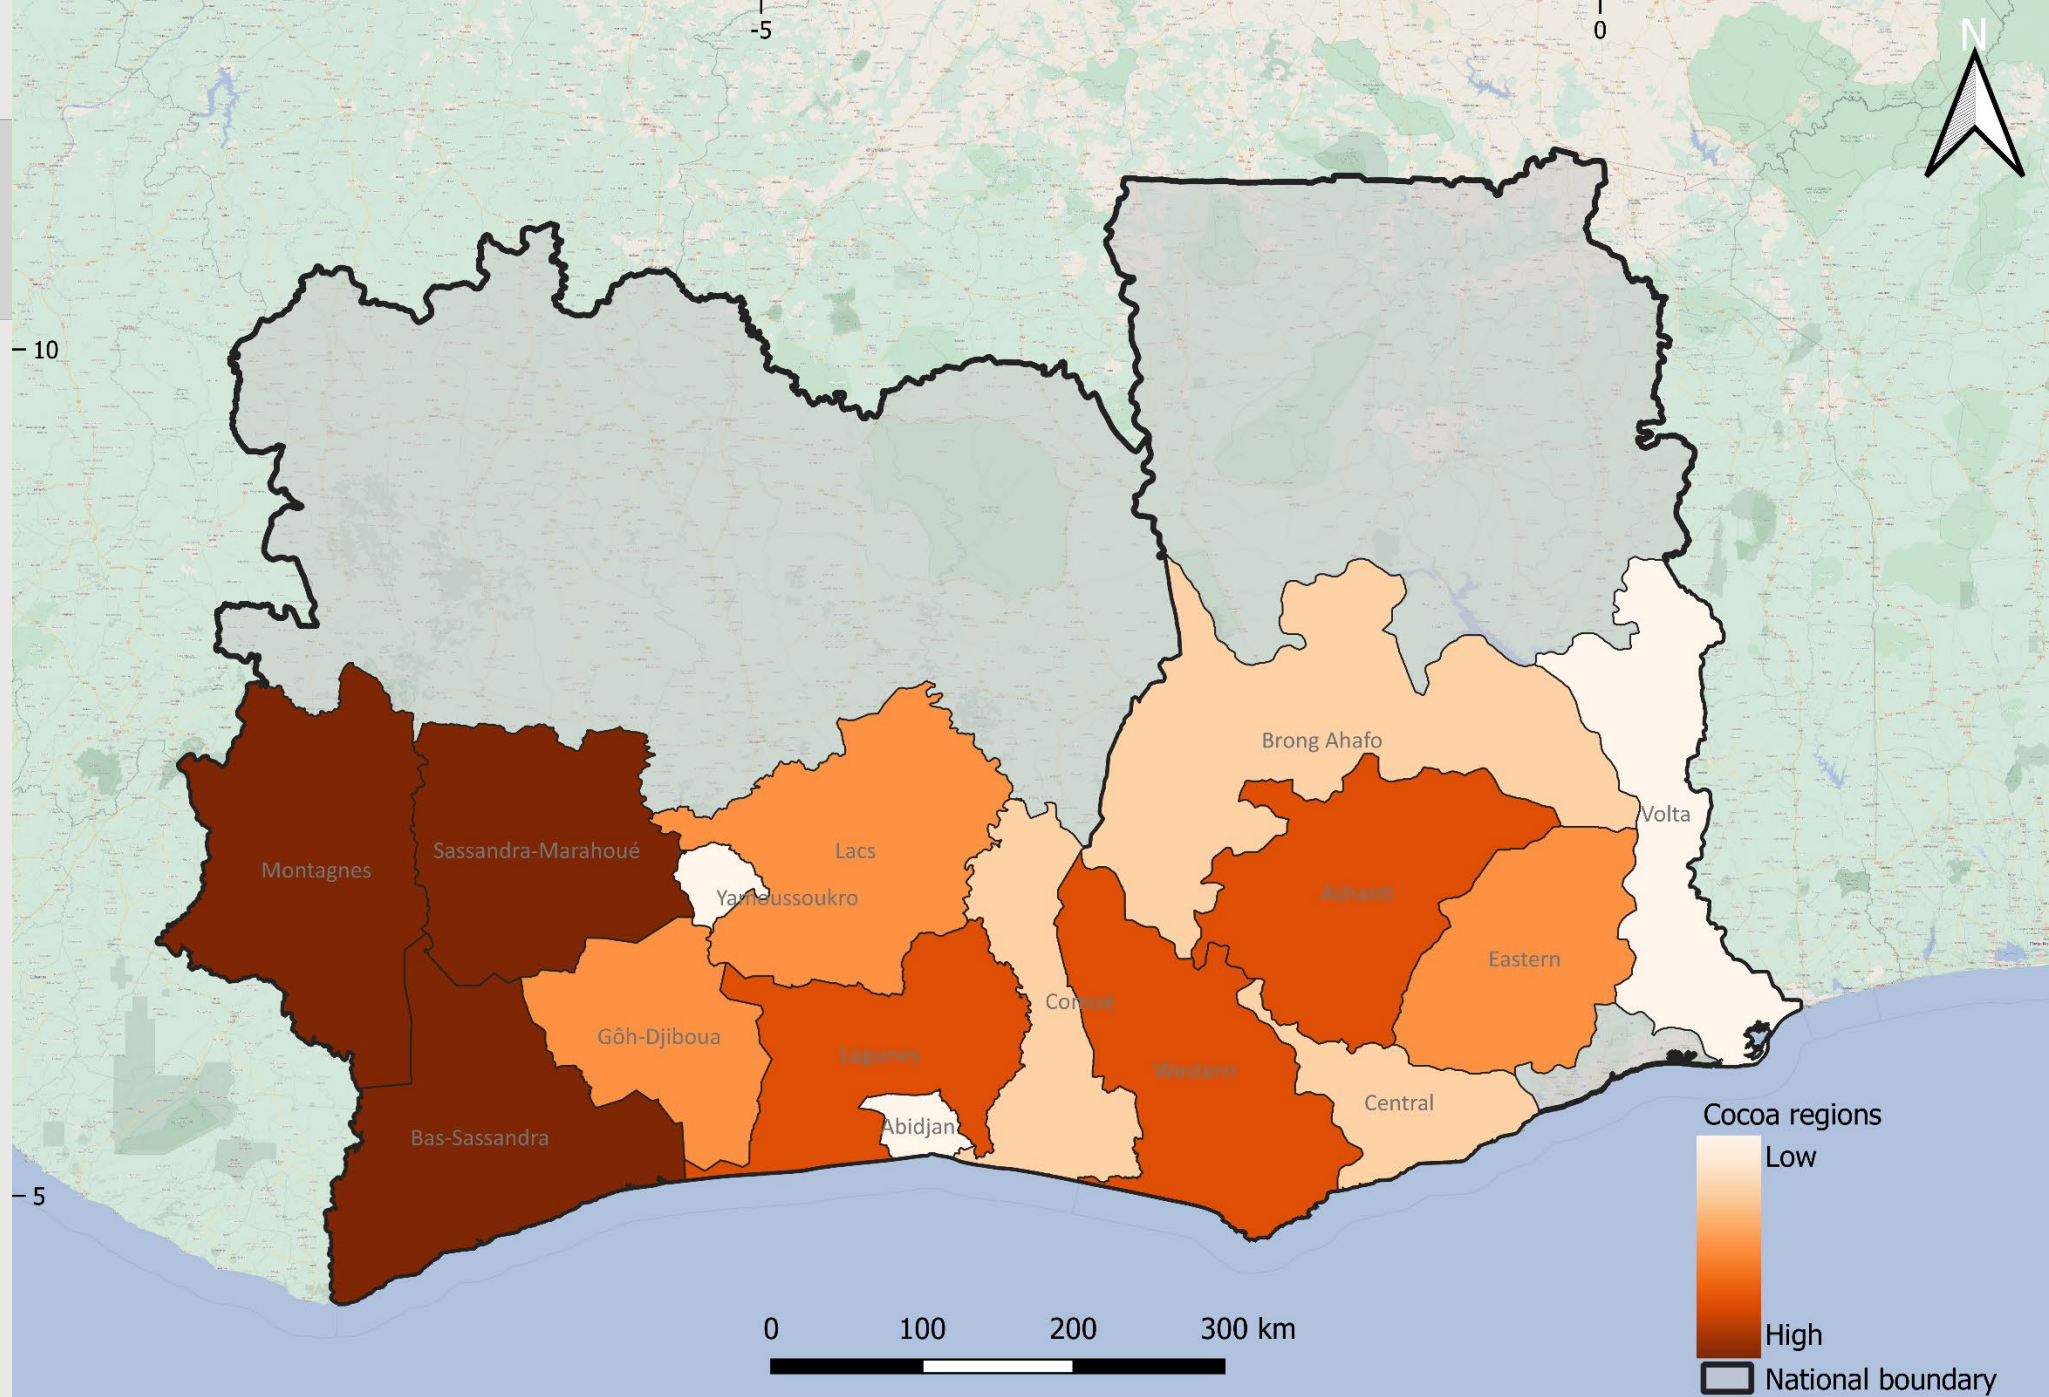 -5
0
N
10
Brong Ahafo
Volta
Sassandra-Marahoué
Lacs
Montagnes
Yamoussoukro
Ashanti
Eastern
Comoé
Gôh-Djiboua
Lagunes
Western
Central
Abidjan
Bas-Sassandra
5
Cocoa regions
Low
High
National boundary
0 100 200 300 km